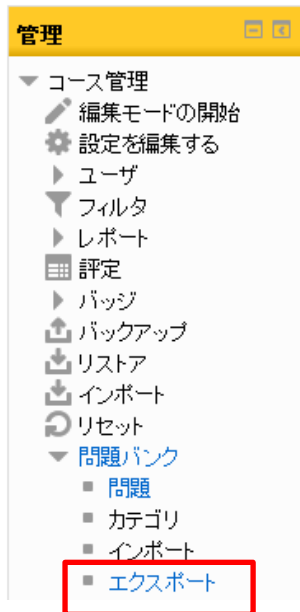 管理
コース管理
編集モードの開始
設定を編集する
ユーザ
フィルタ
レポート
評定
バッジ
バックアップ
リストア
インポート
リセット
問題バンク
問題
カテゴリ
インポート
エクスポート